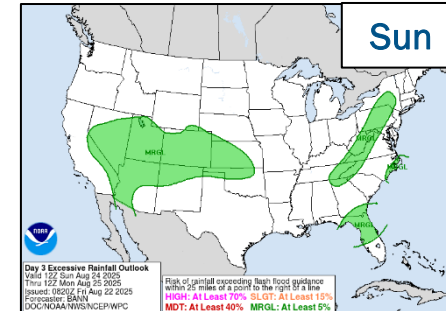 Sun
MRGL
MRGL
MRGL
MRGL
NOAA
Day 3 Excessive Rainfall Outlook
Valid 12Z Sun Aug 24 2025
Thru 12Z Mon Aug 25 2025
Issued: 0820Z Fri Aug 22 2025
Forecaster: BANN
DOC/NOAA/NWS/NCEP/WPC
Risk of rainfall exceeding flash flood guidance
within 25 miles of a point to the right of a line
HIGH: At Least 70% SLGT: At Least 15%
MDT: At Least 40% MRGL: At Least 5%